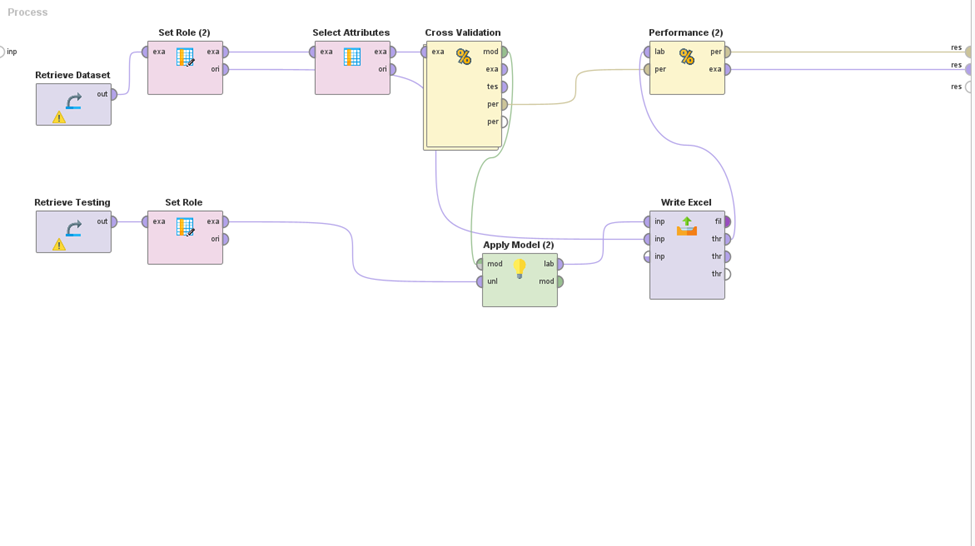 Process
inp
Set Role (2)
exa exa
ori
Select Attributes
exa exa
ori
Cross Validation
exa mod
exa
tes
per
per
Performance (2)
lab per
per exa
res
res
res
Retrieve Dataset
out
Retrieve Testing
out
Set Role
exa exa
ori
Apply Model (2)
mod lab
unl mod
Write Excel
inp fil
inp thr
inp thr
thr